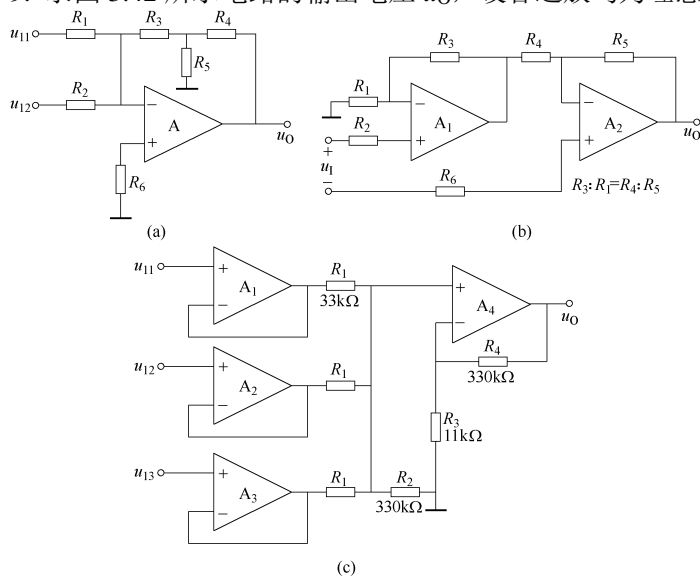 R1 R3 R4
u11
R5
R2
u12
A
uO
R6
(a)
R3 R4 R5
R1
A1
R2
A2
uO
uI
R6
R3:R1=R4:R5
(b)
u11
A1
R1
33kΩ
A4
uO
R4
330kΩ
u12
A2
R1
R3
11kΩ
u13
A3
R1
R2
330kΩ
(c)